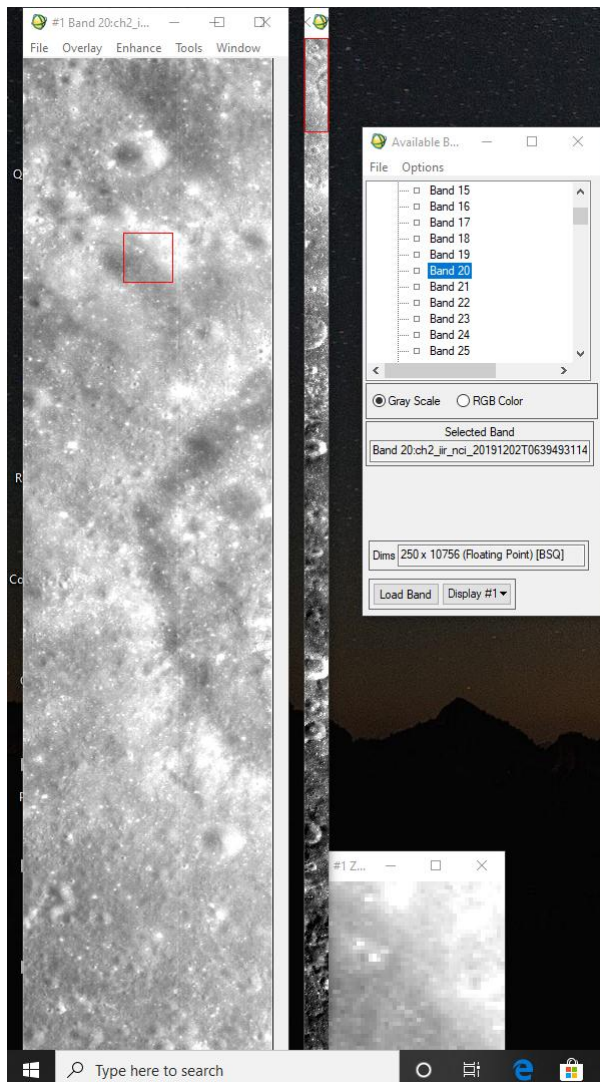 #1 Band 20:ch2_i...
File Overlay Enhance Tools Window
Available B...
File Options
Band 15
Band 16
Band 17
Band 18
Band 19
Band 20
Band 21
Band 22
Band 23
Band 24
Band 25
Gray Scale RGB Color
Selected Band
Band 20:ch2_iir_nci_20191202T0639493114
Dims 250 x 10756 (Floating Point) [BSQ]
Load Band Display #1
Q
R
Co
#1 Z...
Type here to search